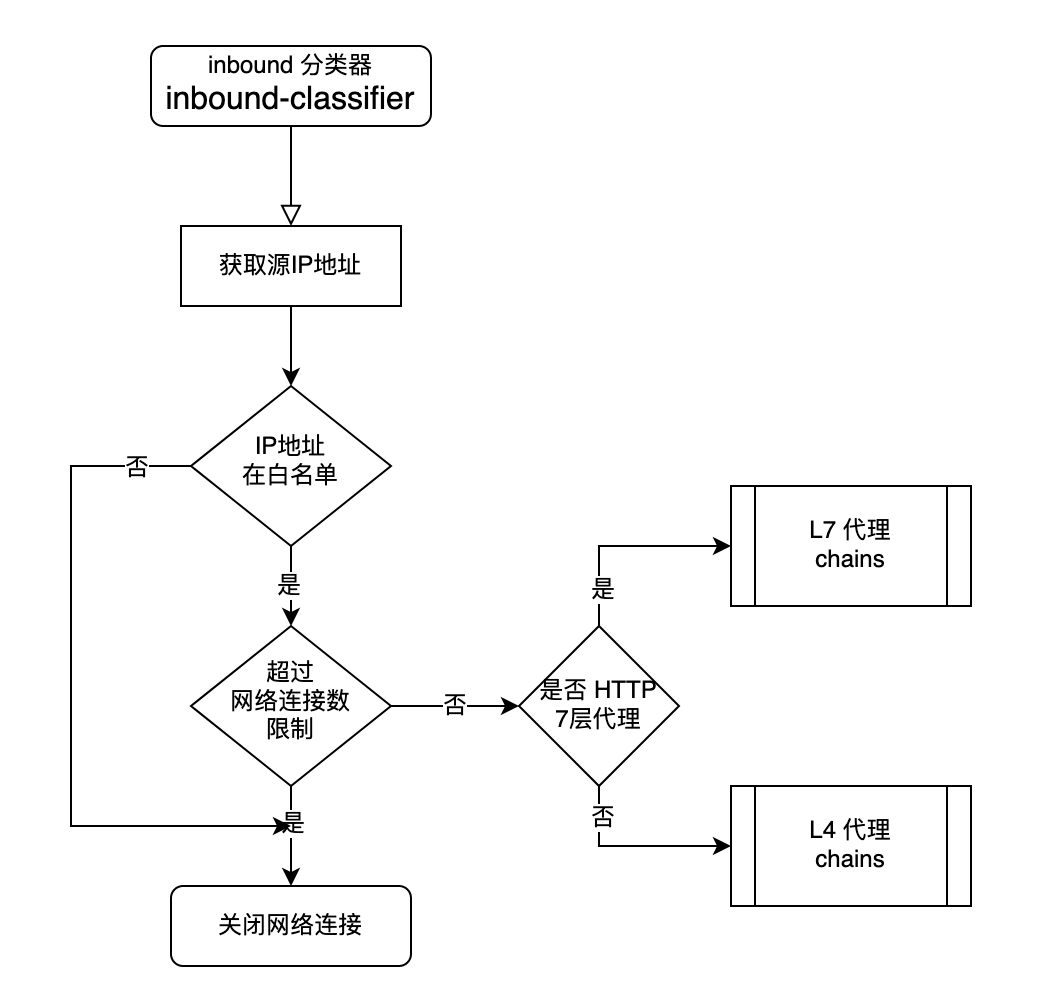 inbound 分类器
inbound-classifier
获取源IP地址
IP地址
在白名单
否
是
超过
网络连接数
限制
否
是否 HTTP
7层代理
是
L7 代理
chains
否
L4 代理
chains
是
关闭网络连接